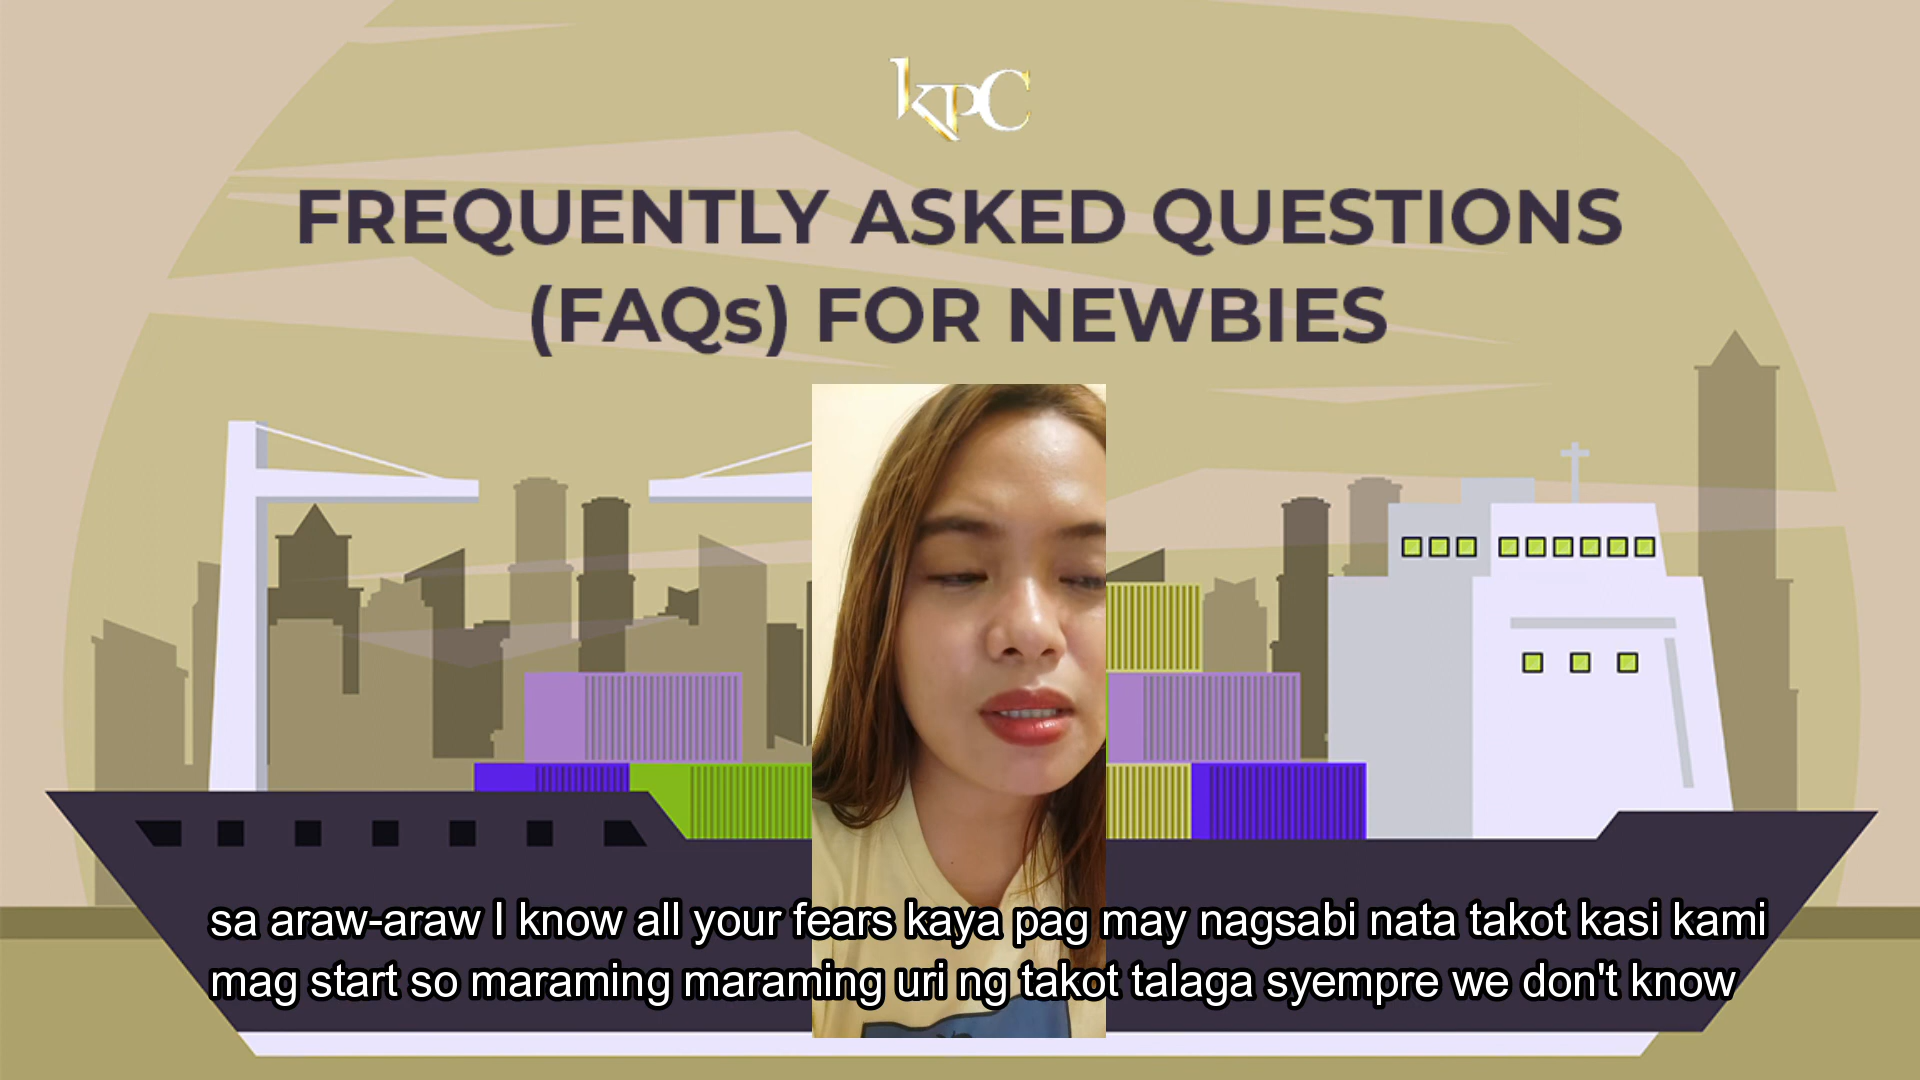 KPC
FREQUENTLY ASKED QUESTIONS
(FAQs) FOR NEWBIES
sa araw-araw I know all your fears kaya pag may nagsabi nata takot kasi kami
mag start so maraming maraming uri ng takot talaga syempre we don't know